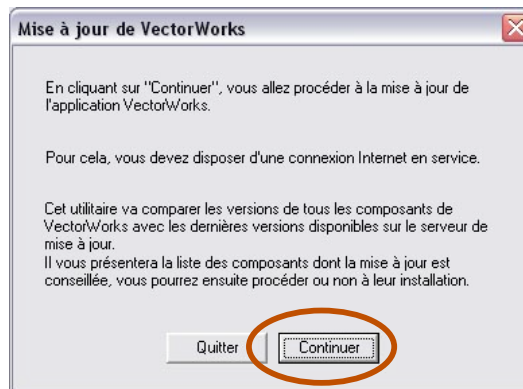 Mise à jour de VectorWorks
En cliquant sur "Continuer", vous allez procéder à la mise à jour de
l'application VectorWorks.
Pour cela, vous devez disposer d'une connexion Internet en service.
Cet utilitaire va comparer les versions de tous les composants de
VectorWorks avec les dernières versions disponibles sur le serveur de
mise à jour.
Il vous présentera la liste des composants dont la mise à jour est
conseillée, vous pourrez ensuite procéder ou non à leur installation.
Quitter Continuer